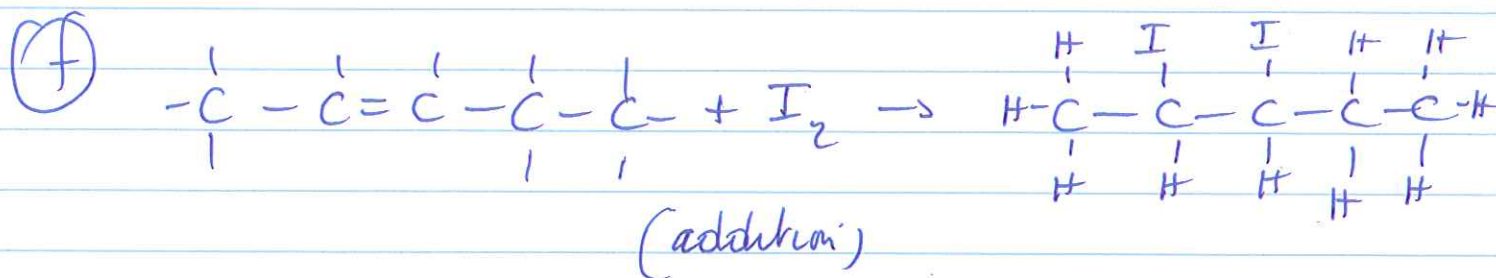 f
H I I H H
-C-C=C-C-C- + I2 → H-C-C-C-C-C-H
H H H H H
(addition)